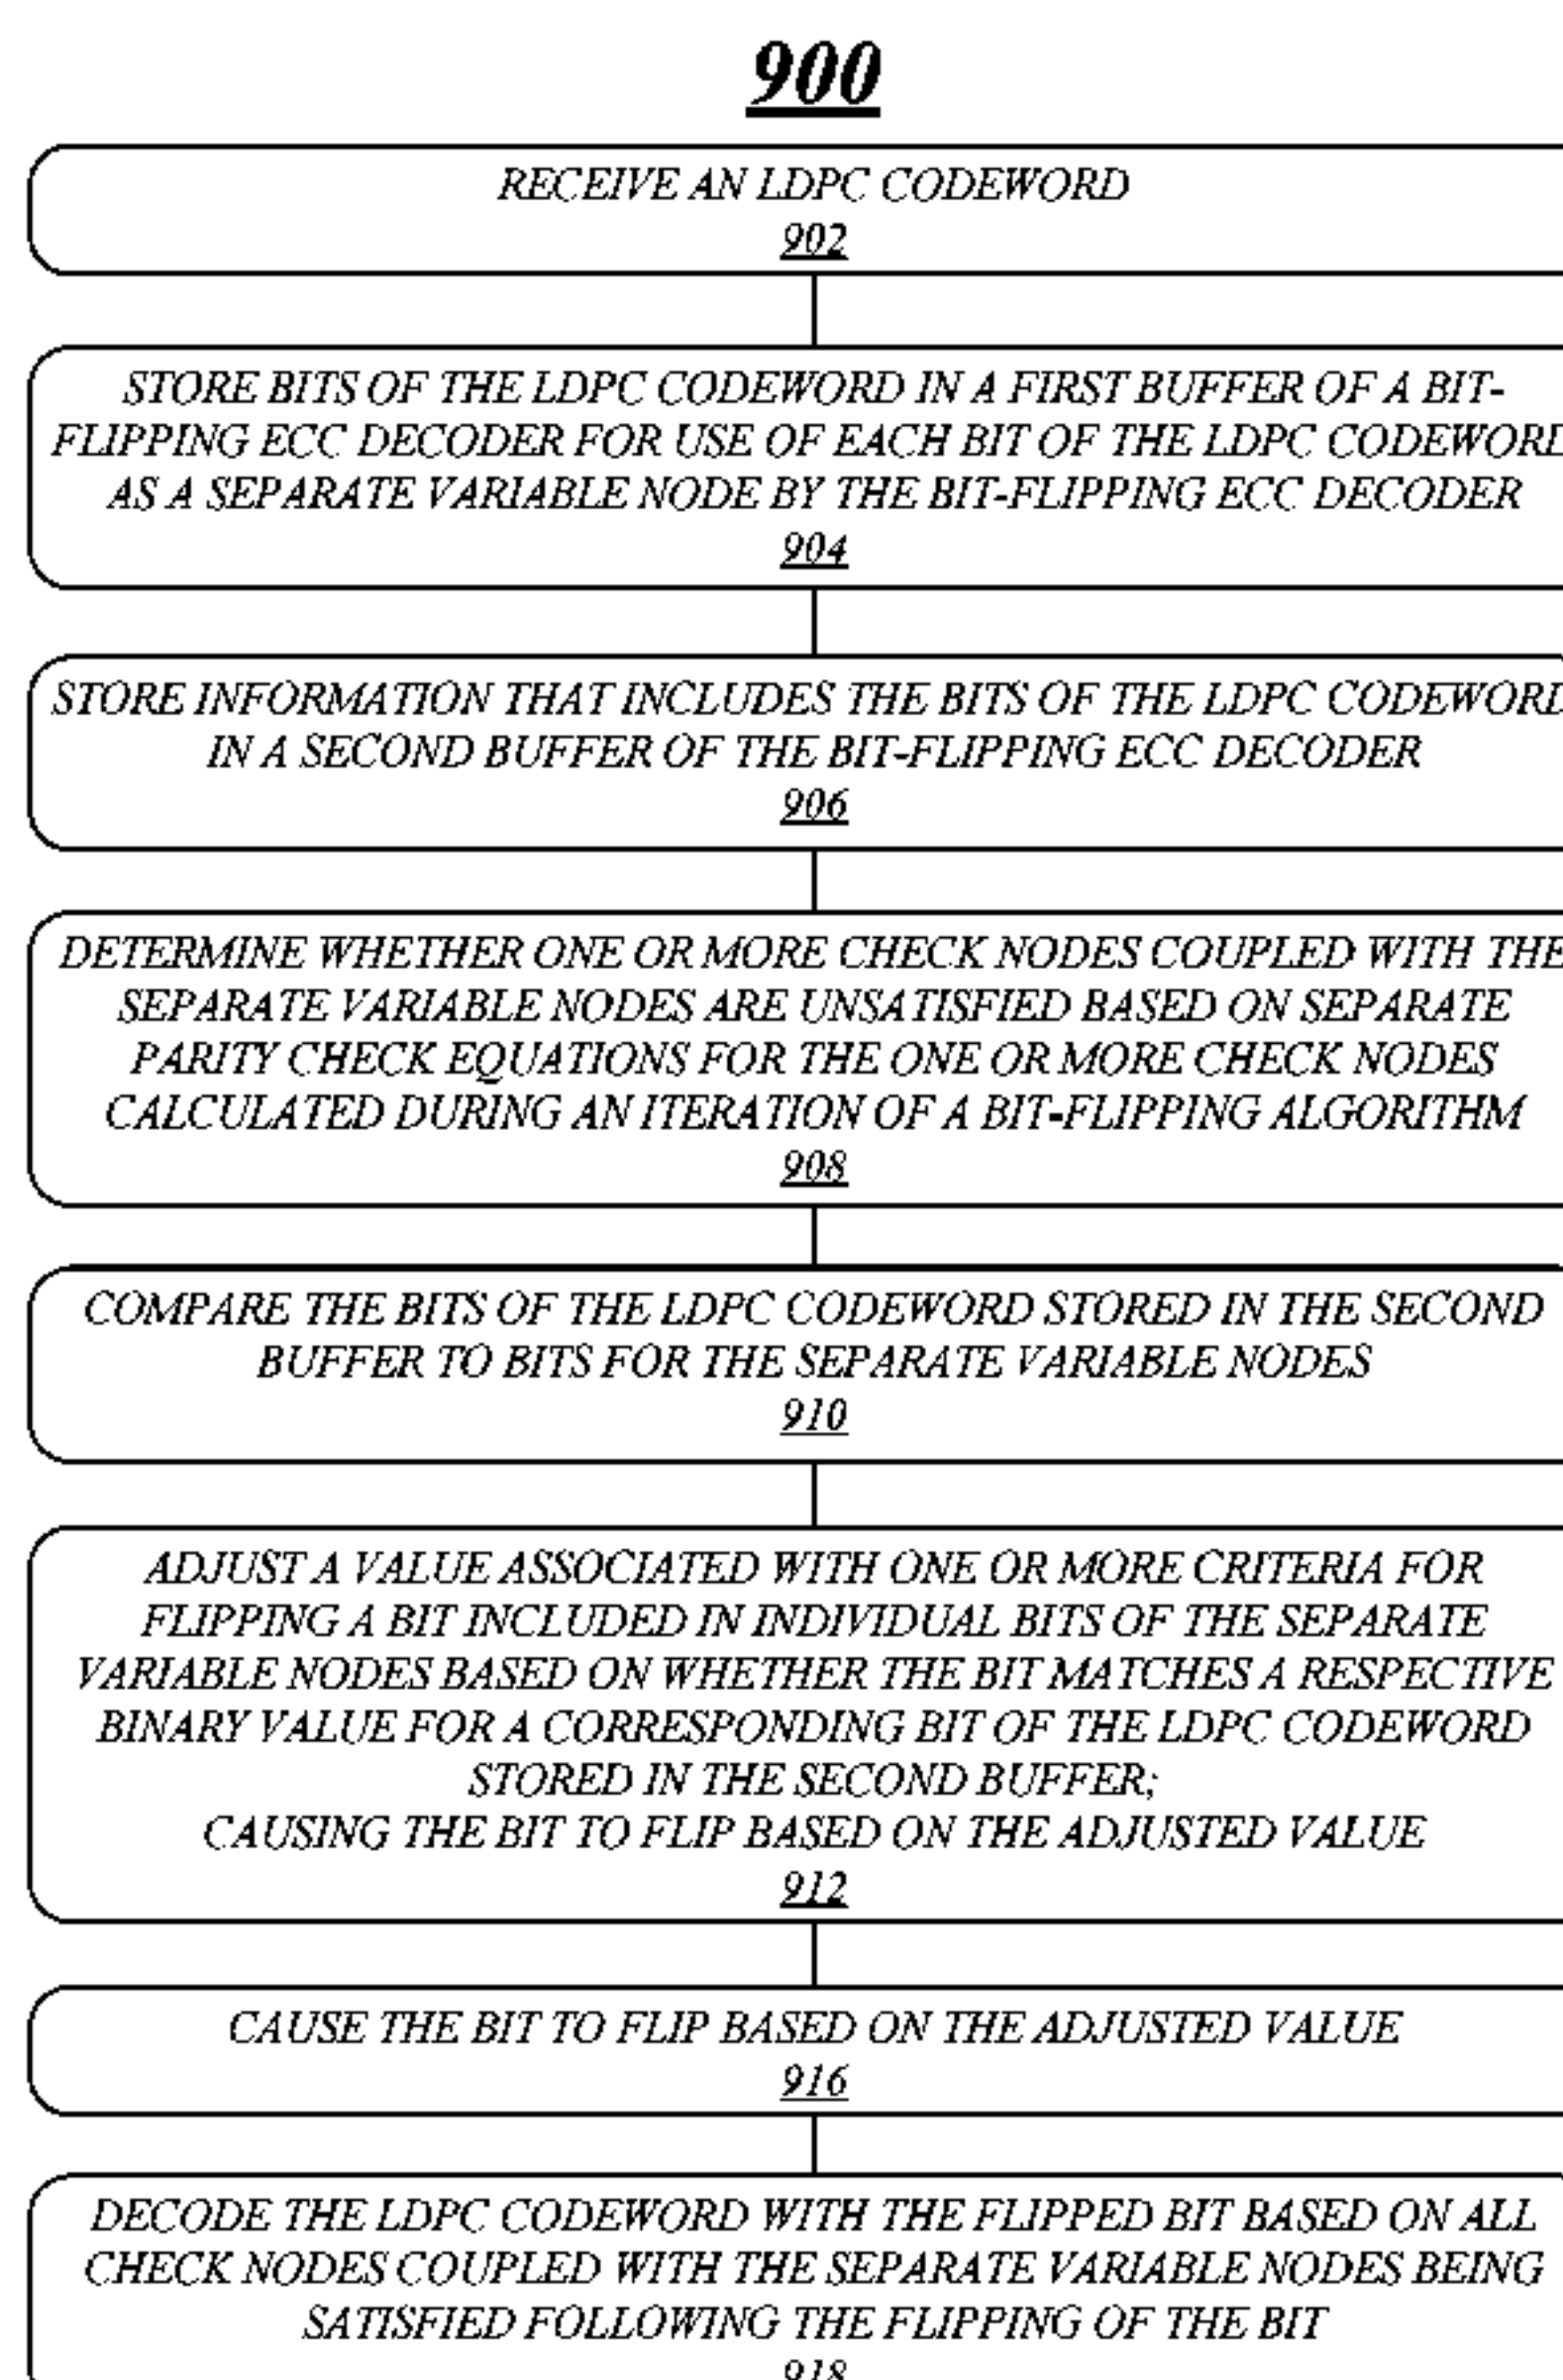 900
RECEIVE AN LDPC CODEWORD
902
STORE BITS OF THE LDPC CODEWORD IN A FIRST BUFFER OF A BIT-
FLIPPING ECC DECODER FOR USE OF EACH BIT OF THE LDPC CODEWORD
AS A SEPARATE VARIABLE NODE BY THE BIT-FLIPPING ECC DECODER
904
STORE INFORMATION THAT INCLUDES THE BITS OF THE LDPC CODEWORD
IN A SECOND BUFFER OF THE BIT-FLIPPING ECC DECODER
906
DETERMINE WHETHER ONE OR MORE CHECK NODES COUPLED WITH THE
SEPARATE VARIABLE NODES ARE UNSATISFIED BASED ON SEPARATE
PARITY CHECK EQUATIONS FOR THE ONE OR MORE CHECK NODES
CALCULATED DURING AN ITERATION OF A BIT-FLIPPING ALGORITHM
908
COMPARE THE BITS OF THE LDPC CODEWORD STORED IN THE SECOND
BUFFER TO BITS FOR THE SEPARATE VARIABLE NODES
910
ADJUST A VALUE ASSOCIATED WITH ONE OR MORE CRITERIA FOR
FLIPPING A BIT INCLUDED IN INDIVIDUAL BITS OF THE SEPARATE
VARIABLE NODES BASED ON WHETHER THE BIT MATCHES A RESPECTIVE
BINARY VALUE FOR A CORRESPONDING BIT OF THE LDPC CODEWORD
STORED IN THE SECOND BUFFER;
CAUSING THE BIT TO FLIP BASED ON THE ADJUSTED VALUE
912
CAUSE THE BIT TO FLIP BASED ON THE ADJUSTED VALUE
916
DECODE THE LDPC CODEWORD WITH THE FLIPPED BIT BASED ON ALL
CHECK NODES COUPLED WITH THE SEPARATE VARIABLE NODES BEING
SATISFIED FOLLOWING THE FLIPPING OF THE BIT
918